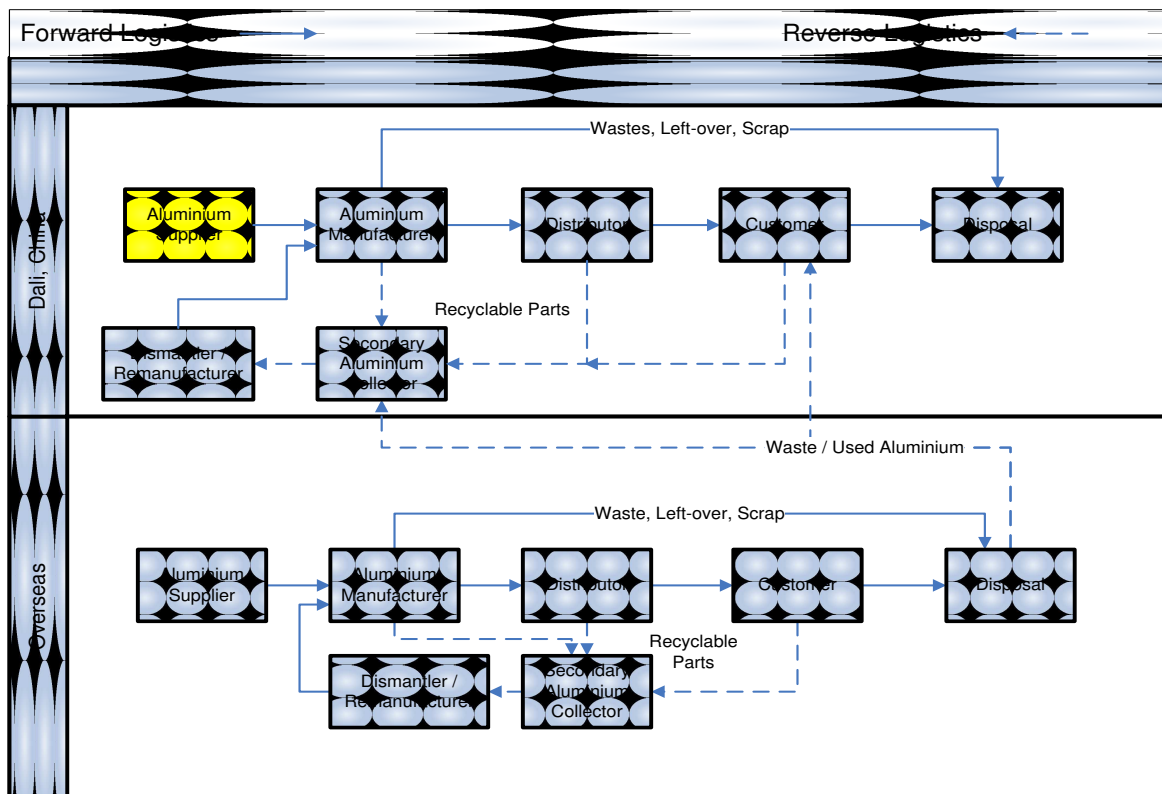 Forward Logistics
Reverse Logistics
Dali, China
Wastes, Left-over, Scrap
Aluminium
Supplier
Aluminium
Manufacturer
Distributor
Customer
Disposal
Recyclable Parts
Dismantler /
Remanufacturer
Secondary
Aluminium
Collector
Overseas
Waste / Used Aluminium
Waste, Left-over, Scrap
Aluminium
Supplier
Aluminium
Manufacturer
Distributor
Customer
Disposal
Recyclable
Parts
Dismantler /
Remanufacturer
Secondary
Aluminium
Collector